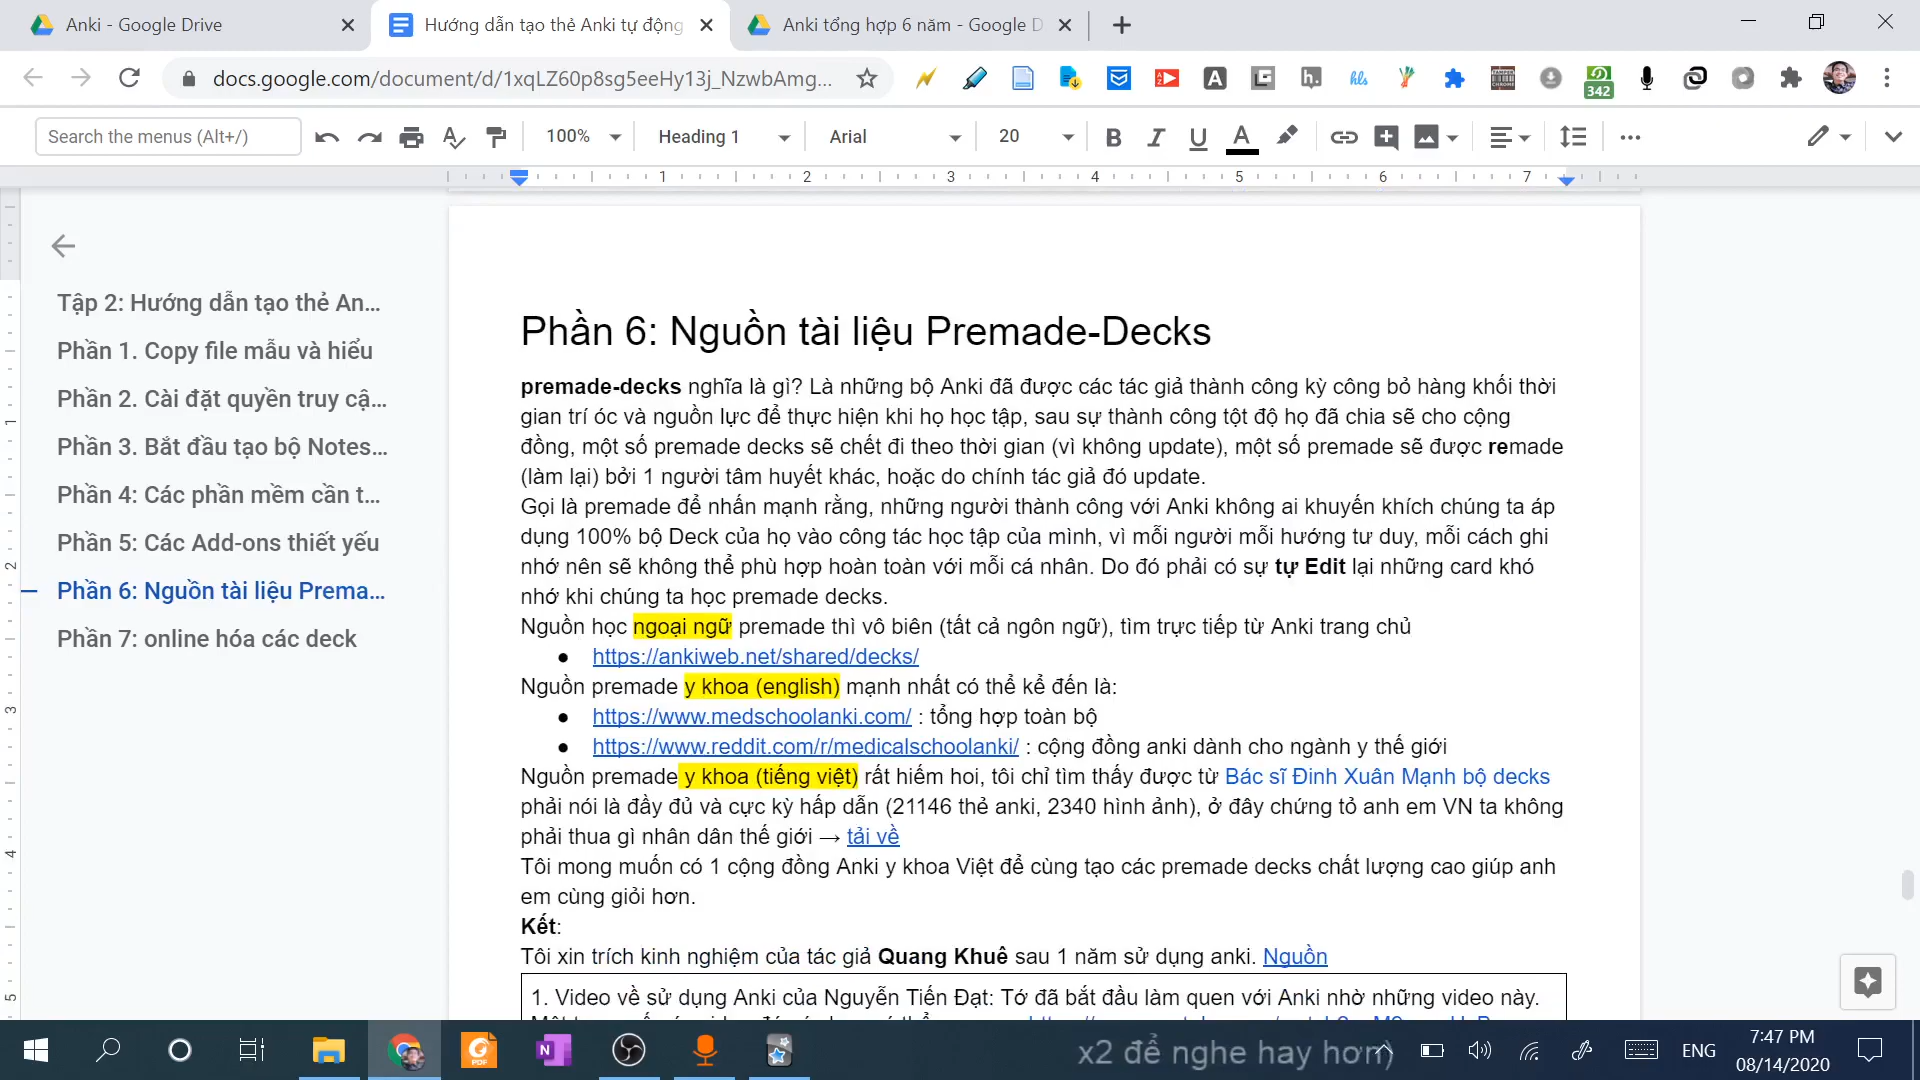 Anki - Google Drive
Hướng dẫn tạo thẻ Anki tự động
Anki tổng hợp 6 năm - Google D
docs.google.com/document/d/1xqLZ60p8sg5eeHy13j_NzwbAmg...
342
Search the menus (Alt+/)
100%
Heading 1
Arial
20
1 2 3 4 5 6 7
Tập 2: Hướng dẫn tạo thẻ An...
Phần 1. Copy file mẫu và hiểu
Phần 2. Cài đặt quyền truy cậ...
Phần 3. Bắt đầu tạo bộ Notes...
Phần 4: Các phần mềm cần t...
Phần 5: Các Add-ons thiết yếu
Phần 6: Nguồn tài liệu Prema...
Phần 7: online hóa các deck
Phần 6: Nguồn tài liệu Premade-Decks
premade-decks nghĩa là gì? Là những bộ Anki đã được các tác giả thành công kỳ công bỏ hàng khối thời
gian trí óc và nguồn lực để thực hiện khi họ học tập, sau sự thành công tột độ họ đã chia sẽ cho cộng
đồng, một số premade decks sẽ chết đi theo thời gian (vì không update), một số premade sẽ được remade
(làm lại) bởi 1 người tâm huyết khác, hoặc do chính tác giả đó update.
Gọi là premade để nhấn mạnh rằng, những người thành công với Anki không ai khuyến khích chúng ta áp
dụng 100% bộ Deck của họ vào công tác học tập của mình, vì mỗi người mỗi hướng tư duy, mỗi cách ghi
nhớ nên sẽ không thể phù hợp hoàn toàn với mỗi cá nhân. Do đó phải có sự tự Edit lại những card khó
nhớ khi chúng ta học premade decks.
Nguồn học ngoại ngữ premade thì vô biên (tất cả ngôn ngữ), tìm trực tiếp từ Anki trang chủ
● https://ankiweb.net/shared/decks/
Nguồn premade y khoa (english) mạnh nhất có thể kể đến là:
● https://www.medschoolanki.com/ : tổng hợp toàn bộ
● https://www.reddit.com/r/medicalschoolanki/ : cộng đồng anki dành cho ngành y thế giới
Nguồn premade y khoa (tiếng việt) rất hiếm hoi, tôi chỉ tìm thấy được từ Bác sĩ Đinh Xuân Mạnh bộ decks
phải nói là đầy đủ và cực kỳ hấp dẫn (21146 thẻ anki, 2340 hình ảnh), ở đây chứng tỏ anh em VN ta không
phải thua gì nhân dân thế giới → tải về
Tôi mong muốn có 1 cộng đồng Anki y khoa Việt để cùng tạo các premade decks chất lượng cao giúp anh
em cùng giỏi hơn.
Kết:
Tôi xin trích kinh nghiệm của tác giả Quang Khuê sau 1 năm sử dụng anki. Nguồn
1. Video về sử dụng Anki của Nguyễn Tiến Đạt: Tớ đã bắt đầu làm quen với Anki nhờ những video này.
x2 để nghe hay hơn)
ENG
7:47 PM
08/14/2020